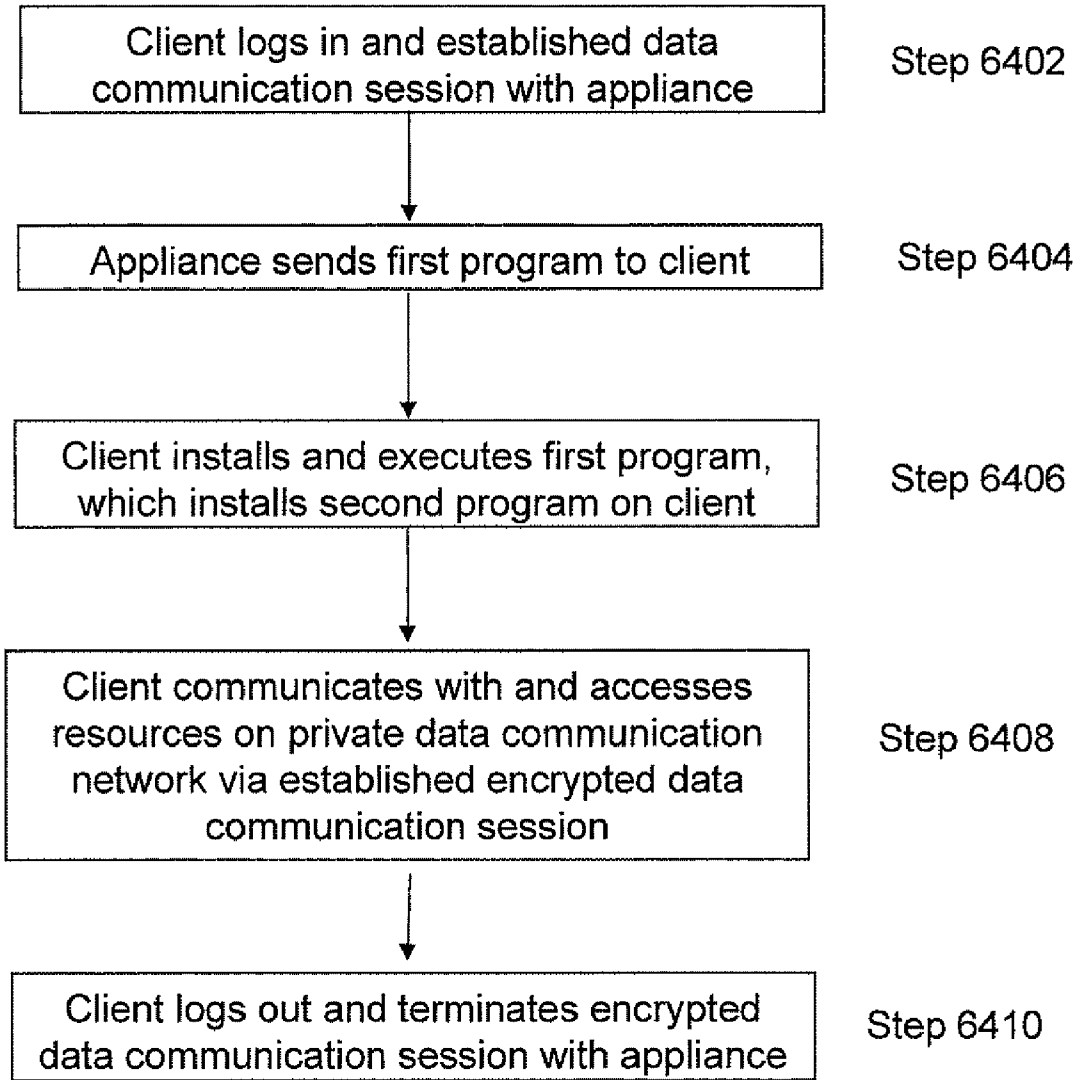 Client logs in and established data
communication session with appliance
Step 6402
Appliance sends first program to client
Step 6404
Client installs and executes first program,
which installs second program on client
Step 6406
Client communicates with and accesses
resources on private data communication
network via established encrypted data
communication session
Step 6408
Client logs out and terminates encrypted
data communication session with appliance
Step 6410